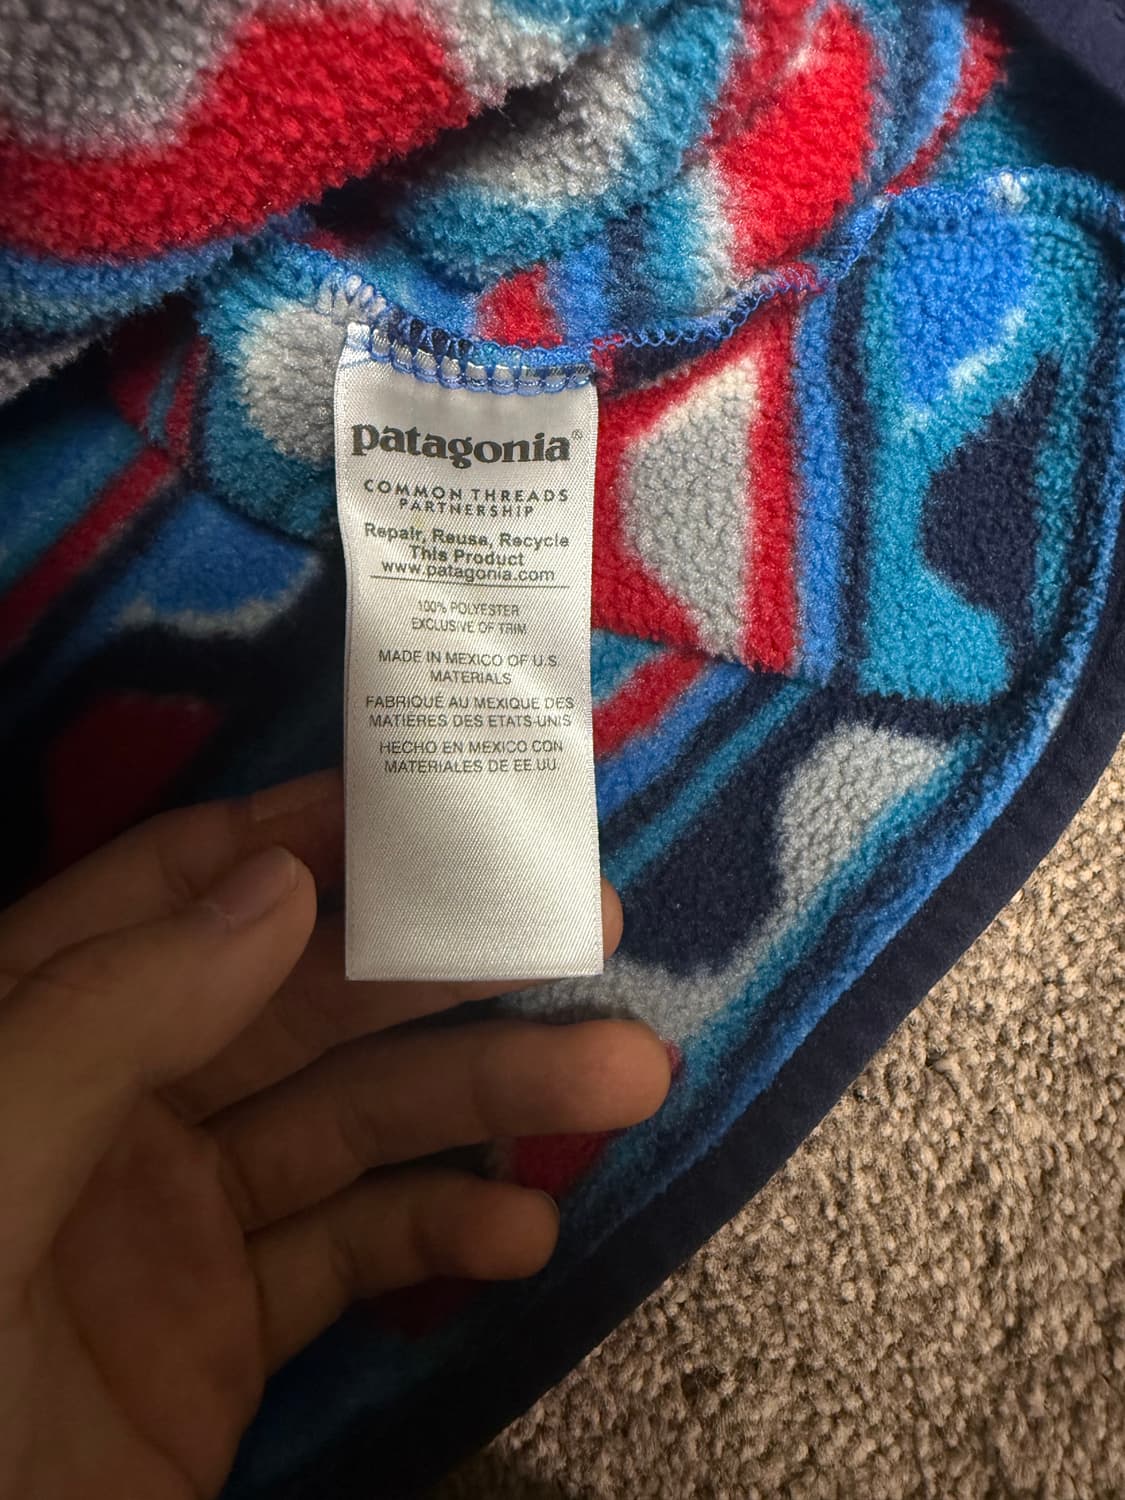 patagonia®
COMMON THREADS
PARTNERSHIP
Repair, Reuse, Recycle
This Product
www.patagonia.com
100% POLYESTER
EXCLUSIVE OF TRIM
MADE IN MEXICO OF U.S.
MATERIALS
FABRIQUÉ AU MEXIQUE DES
MATIERES DES ETATS-UNIS
HECHO EN MEXICO CON
MATERIALES DE EE.UU.